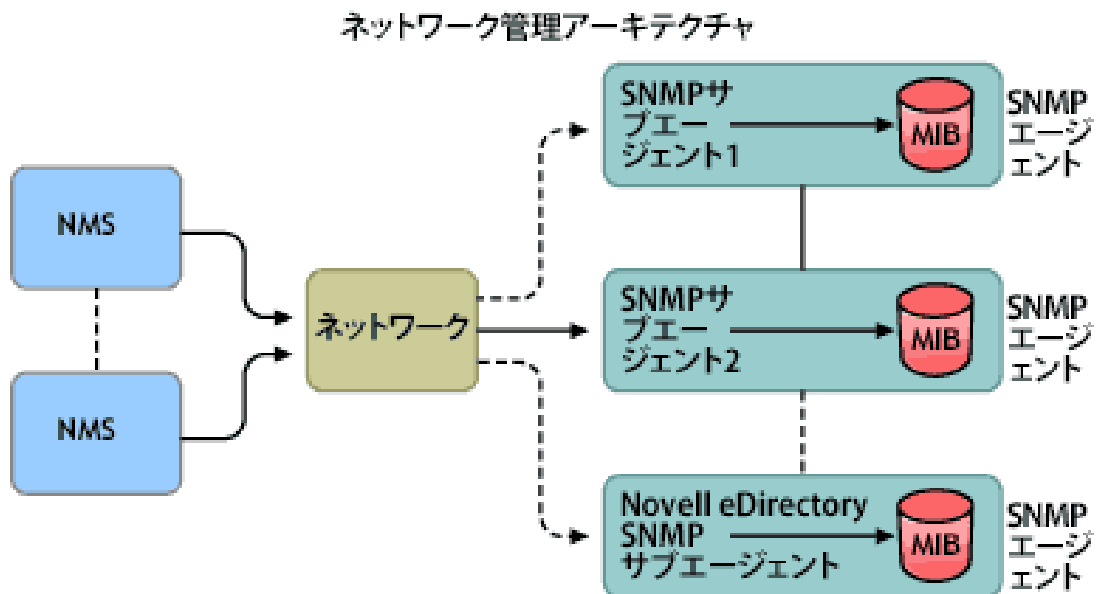 ネットワーク管理アーキテクチャ
SNMPサ
ブエー
ジェント1
MIB
SNMP
エージ
ェント
NMS
ネットワーク
SNMPサ
ブエー
ジェント2
MIB
SNMP
エージ
ェント
NMS
Novell eDirectory
SNMP
サブエージェント
MIB
SNMP
エージ
ェント